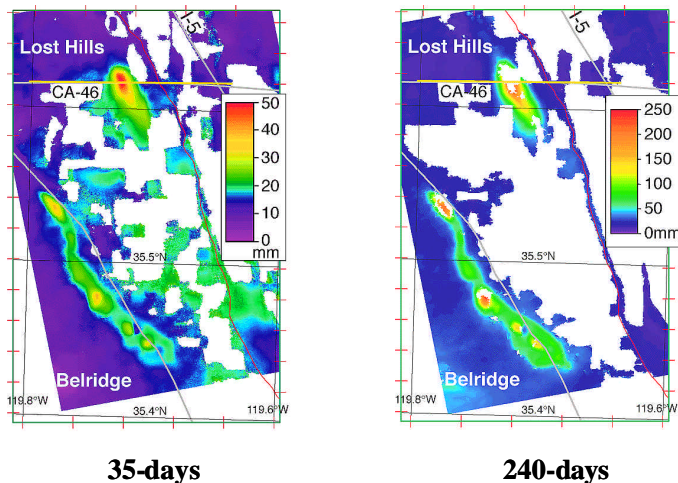 I-5
Lost Hills
CA-46
50
40
30
20
10
0
mm
35.5°N
Belridge
119.8°W
35.4°N
119.6°W
35-days
I-5
Lost Hills
CA-46
250
200
150
100
50
0mm
35.5°N
Belridge
119.8°W
35.4°N
119.6°W
240-days